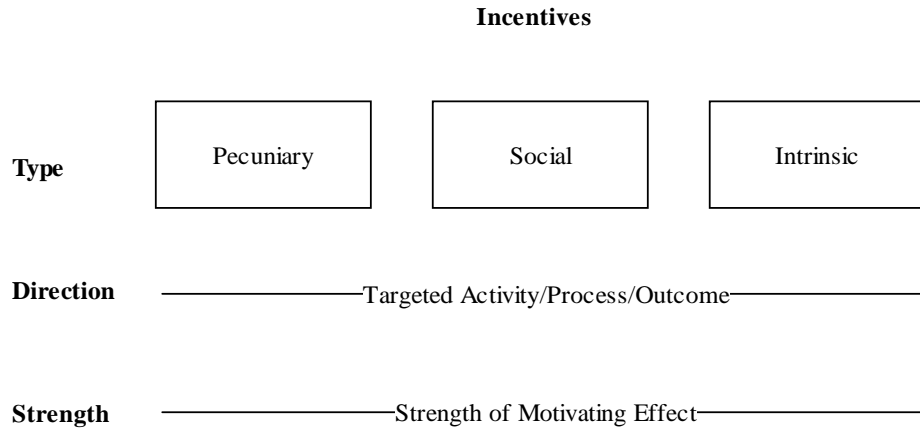 Incentives
Type
Pecuniary
Social
Intrinsic
Direction
Targeted Activity/Process/Outcome
Strength
Strength of Motivating Effect